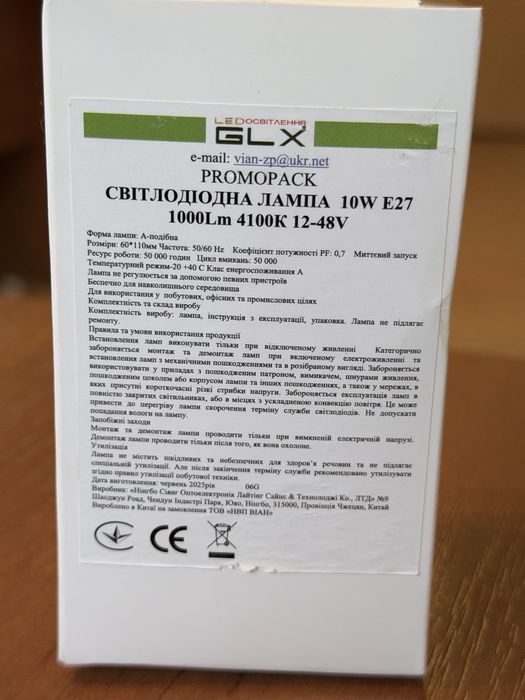 LEDОСВІТЛЕННЯ
GLX
e-mail: vian-zp@ukr.net
PROMOPACK
СВІТЛОДІОДНА ЛАМПА 10W E27
1000Lm 4100K 12-48V
Форма лампи: А-подібна
Розміри: 60*110мм Частота: 50/60 Hz Коефіцієнт потужності PF: 0,7 Миттєвий запуск
Ресурс роботи: 50 000 годин Цикл вмикань: 50 000
Температурний режим-20 +40 С Клас енергоспоживання А
Лампа не регулюється за допомогою певних пристроїв
Безпечно для навколишнього середовища
Для використання у побутових, офісних та промислових цілях
Комплектність та склад виробу
Комплектність виробу: лампа, інструкція з експлуатації, упаковка. Лампа не підлягає
ремонту.
Правила та умови використання продукції
Встановлення ламп виконувати тільки при відключеному живленні Категорично
забороняється монтаж та демонтаж ламп при включеному електроживленні та
встановлення ламп з механічними пошкодженнями та в розібраному вигляді. Забороняється
використовувати у приладах з пошкодженим патроном, вимикачем, шнурами живлення,
пошкодженим цоколем або корпусом лампи та інших пошкодженнях, а також у мережах, в
яких присутні короткочасні різкі стрибки напруги. Забороняється експлуатація ламп в
повністю закритих світильниках, або в місцях з ускладненою конвекцією повітря. Це може
привести до перегріву лампи скорочення терміну служби світлодіодів. Не допускати
попадання вологи на лампу.
Запобіжні заходи
Монтаж та демонтаж лампи проводити тільки при вимкненій електричній напрузі.
Демонтаж лампи проводити тільки після того, як вона охолоне.
Утилізація
Лампа не містить шкідливих та небезпечних для здоров'я речовин та не підлягає
спеціальній утилізації. Але після закінчення терміну служби рекомендовано утилізувати
згідно правил утилізації побутової техніки.
Дата виготовлення: червень 2025рік 06G
Виробник: «Нінгбо Сіянг Оптоелектронік Лайтінг Сайнс & Технолоджі Ко., ЛТД» №9
Шаоджун Роад, Чендун Індастрі Парк, Юяо, Нінгбо, 315000, Провінція Чжецян, Китай
Вироблено в Китаї на замовлення ТОВ «НВП ВІАН»
CE